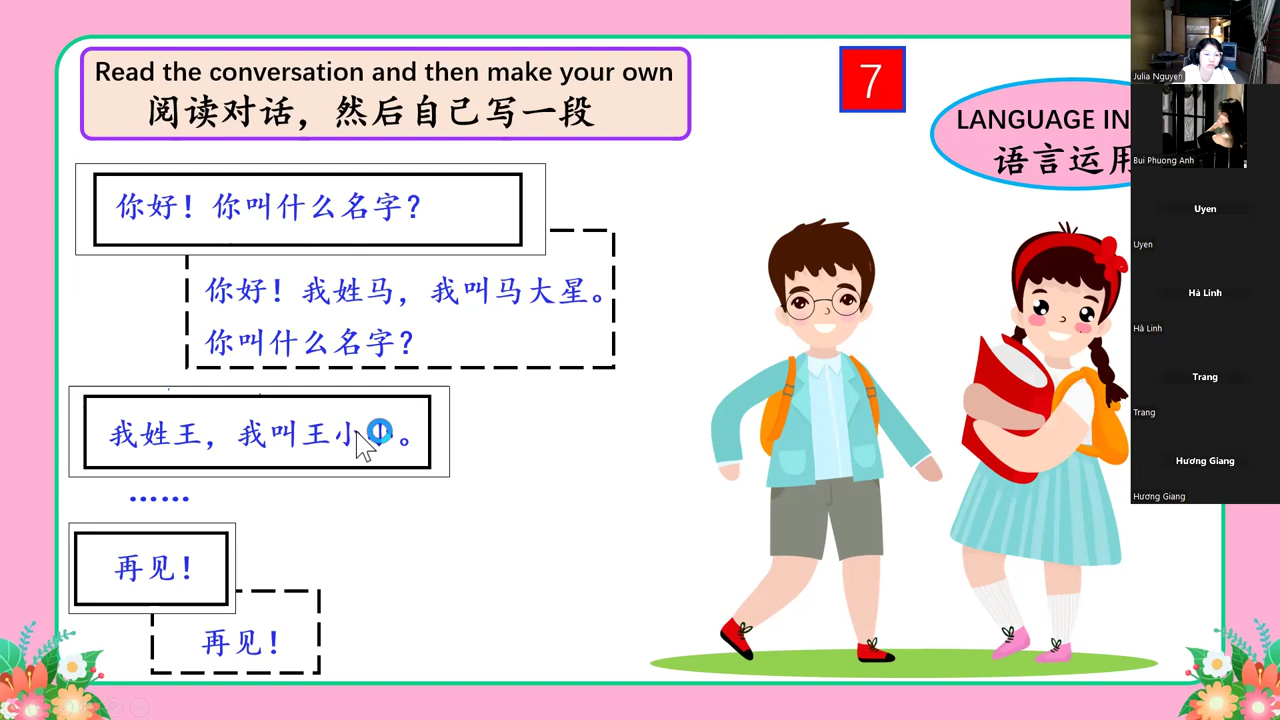 Read the conversation and then make your own
阅读对话，然后自己写一段
7
LANGUAGE IN
语言运用
你好！你叫什么名字？
你好！我姓马，我叫马大星。
你叫什么名字？
我姓王，我叫王小。
……
再见！
再见！
Julia Nguyen
Bui Phuong Anh
Uyen
Uyen
Hà Linh
Hà Linh
Trang
Trang
Hương Giang
Hương Giang